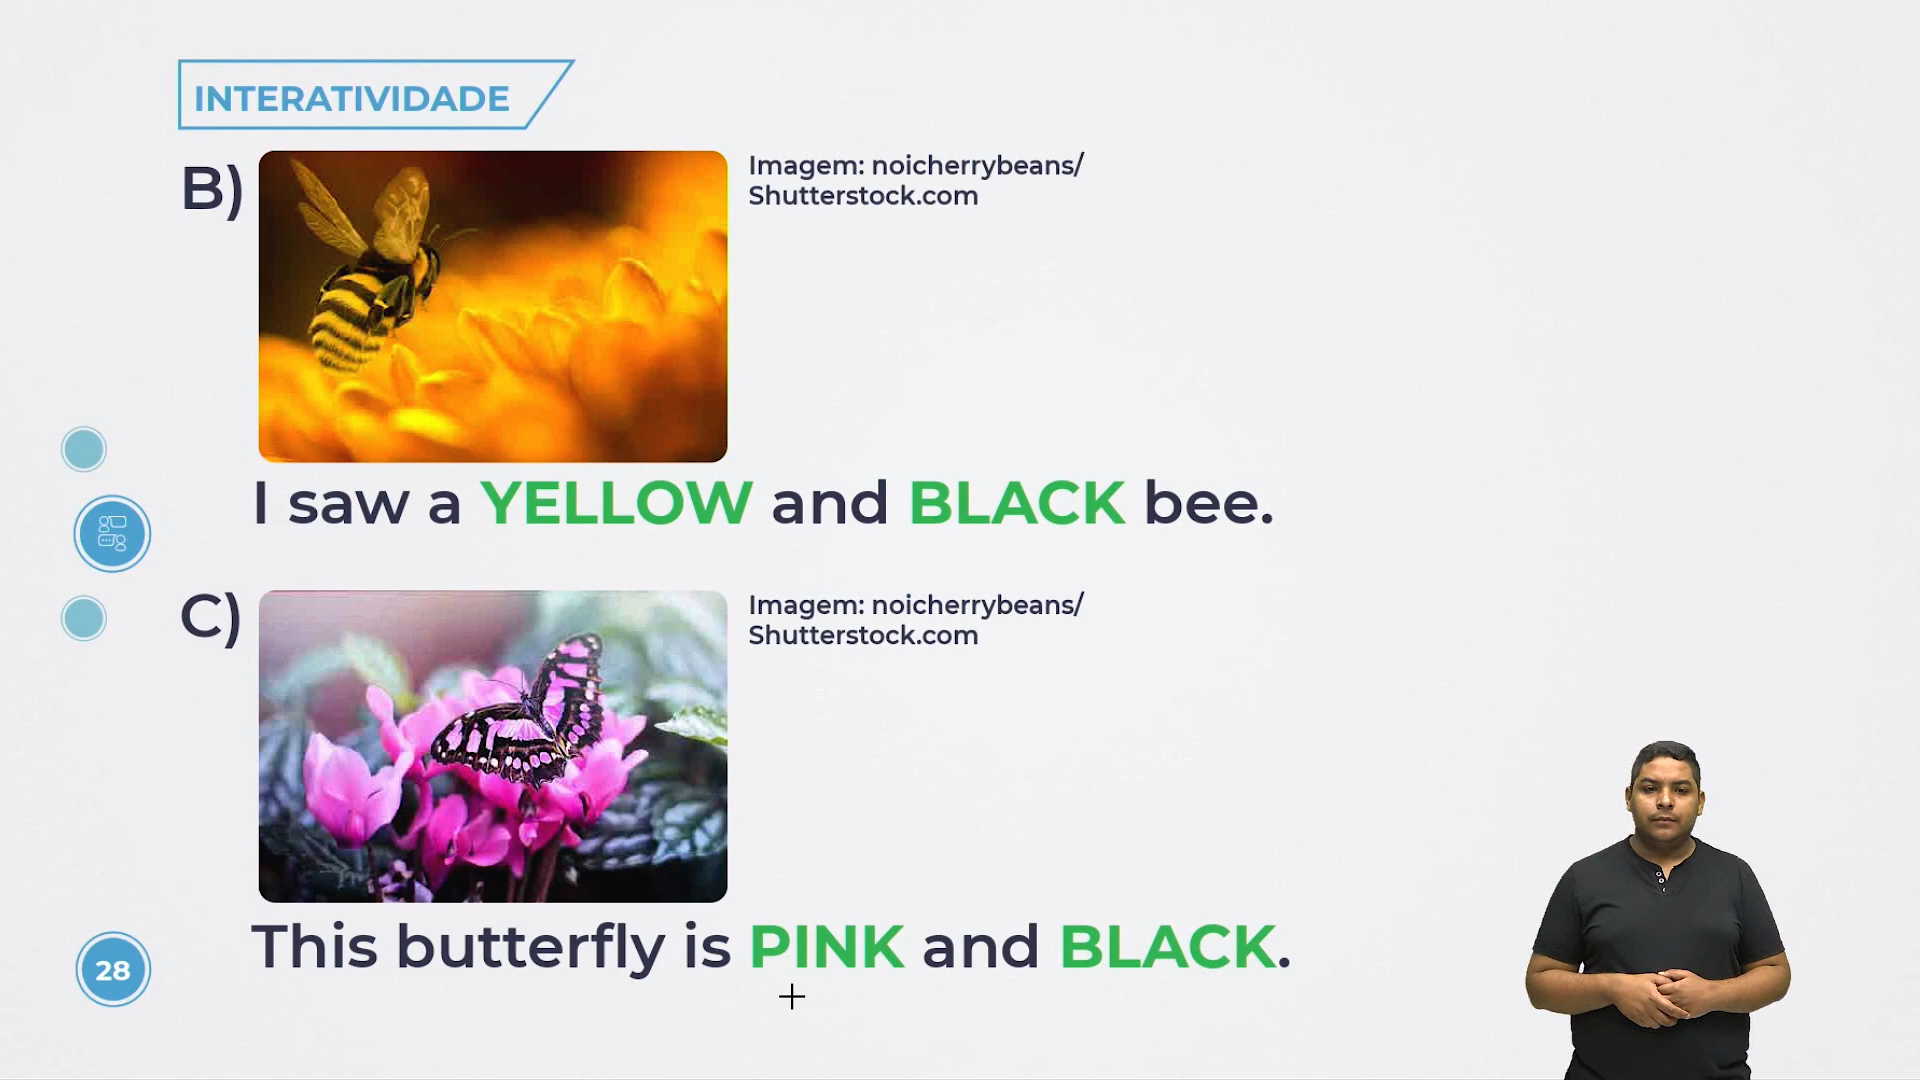 INTERATIVIDADE
B)
Imagem: noicherrybeans/
Shutterstock.com
I saw a YELLOW and BLACK bee.
C)
Imagem: noicherrybeans/
Shutterstock.com
This butterfly is PINK and BLACK.
28